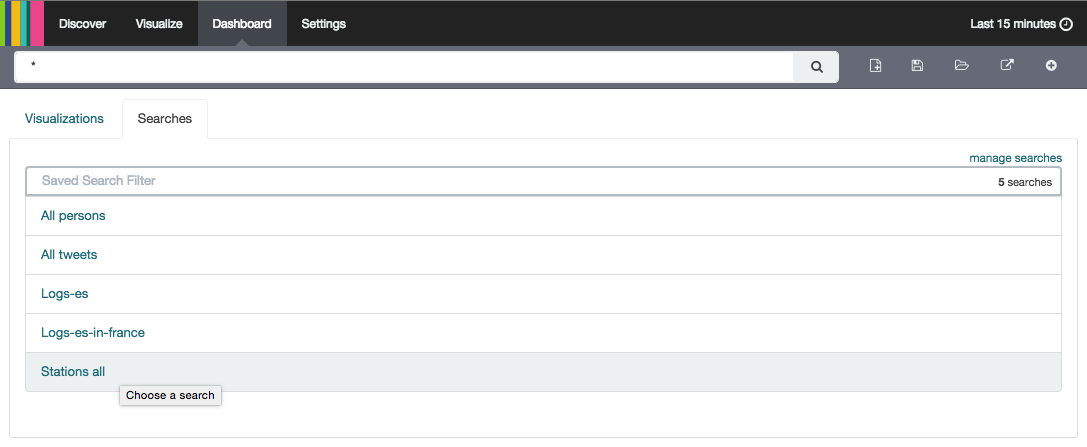 Discover Visualize Dashboard Settings Last 15 minutes
*
Visualizations Searches
manage searches
Saved Search Filter 5 searches
All persons
All tweets
Logs-es
Logs-es-in-france
Stations all
Choose a search